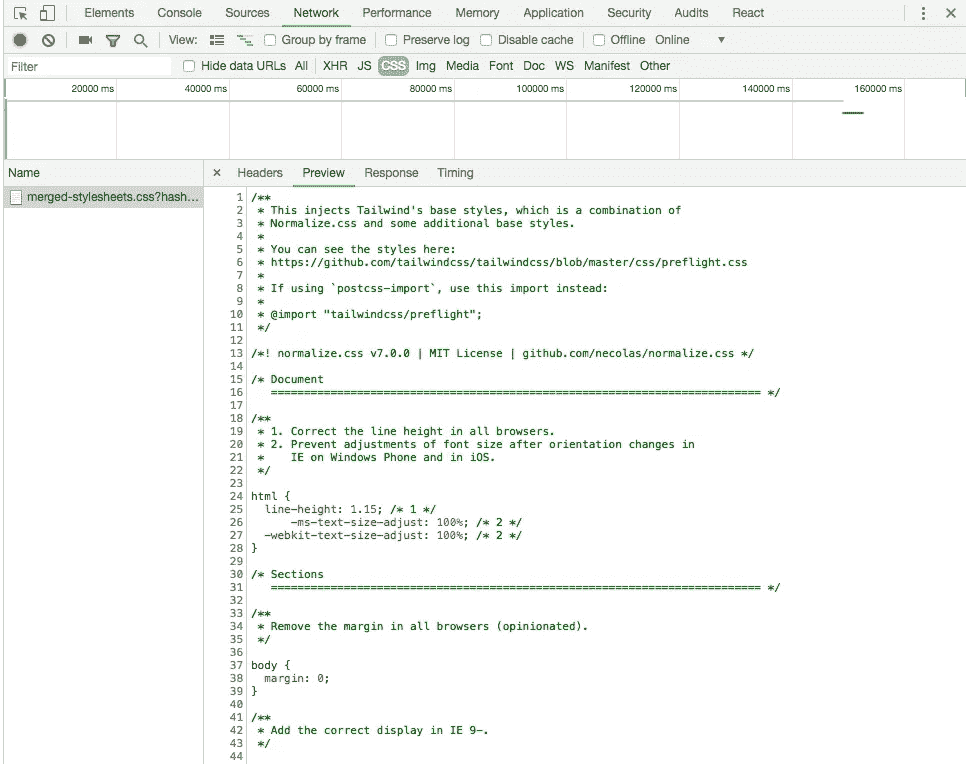 Elements Console Sources Network Performance Memory Application Security Audits React
View: Group by frame Preserve log Disable cache Offline Online ▼
Filter Hide data URLs All XHR JS CSS Img Media Font Doc WS Manifest Other
20000 ms 40000 ms 60000 ms 80000 ms 100000 ms 120000 ms 140000 ms 160000 ms
Name × Headers Preview Response Timing
merged-stylesheets.css?hash...
1 /**
2  * This injects Tailwind's base styles, which is a combination of
3  * Normalize.css and some additional base styles.
4  *
5  * You can see the styles here:
6  * https://github.com/tailwindcss/tailwindcss/blob/master/css/preflight.css
7  *
8  * If using `postcss-import`, use this import instead:
9  *
10  * @import "tailwindcss/preflight";
11  */
12
13 /*! normalize.css v7.0.0 | MIT License | github.com/necolas/normalize.css */
14
15 /* Document
16    ========================================================================== */
17
18 /**
19  * 1. Correct the line height in all browsers.
20  * 2. Prevent adjustments of font size after orientation changes in
21  *    IE on Windows Phone and in iOS.
22  */
23
24 html {
25   line-height: 1.15; /* 1 */
26       -ms-text-size-adjust: 100%; /* 2 */
27   -webkit-text-size-adjust: 100%; /* 2 */
28 }
29
30 /* Sections
31    ========================================================================== */
32
33 /**
34  * Remove the margin in all browsers (opinionated).
35  */
36
37 body {
38   margin: 0;
39 }
40
41 /**
42  * Add the correct display in IE 9-.
43  */
44